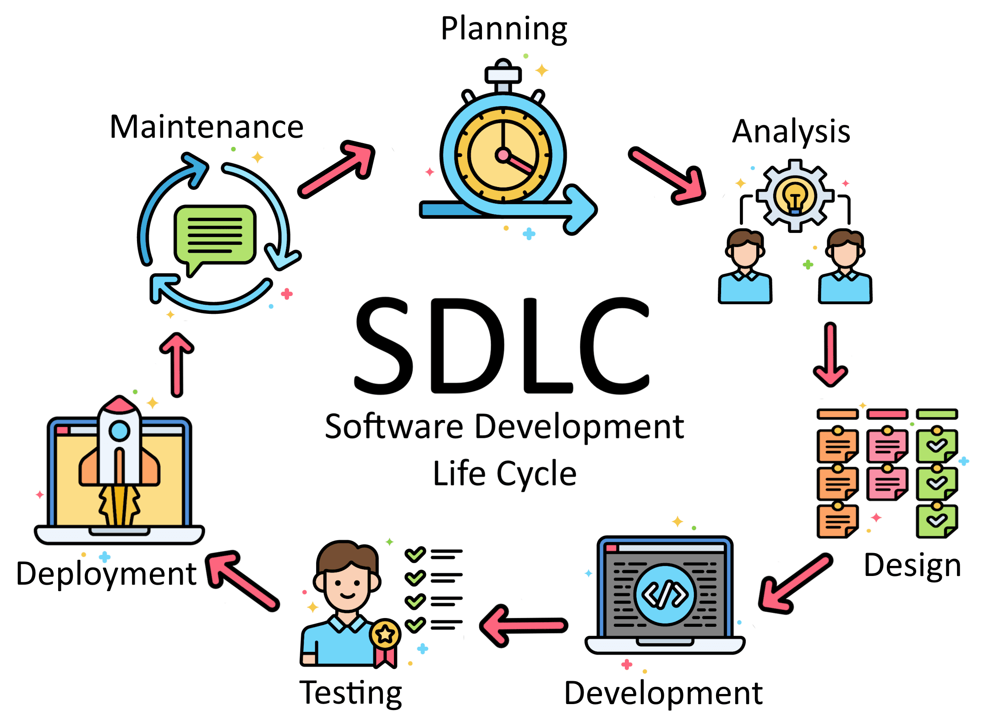 Planning
Maintenance
Analysis
SDLC
Software Development
Life Cycle
Design
Deployment
Testing
Development